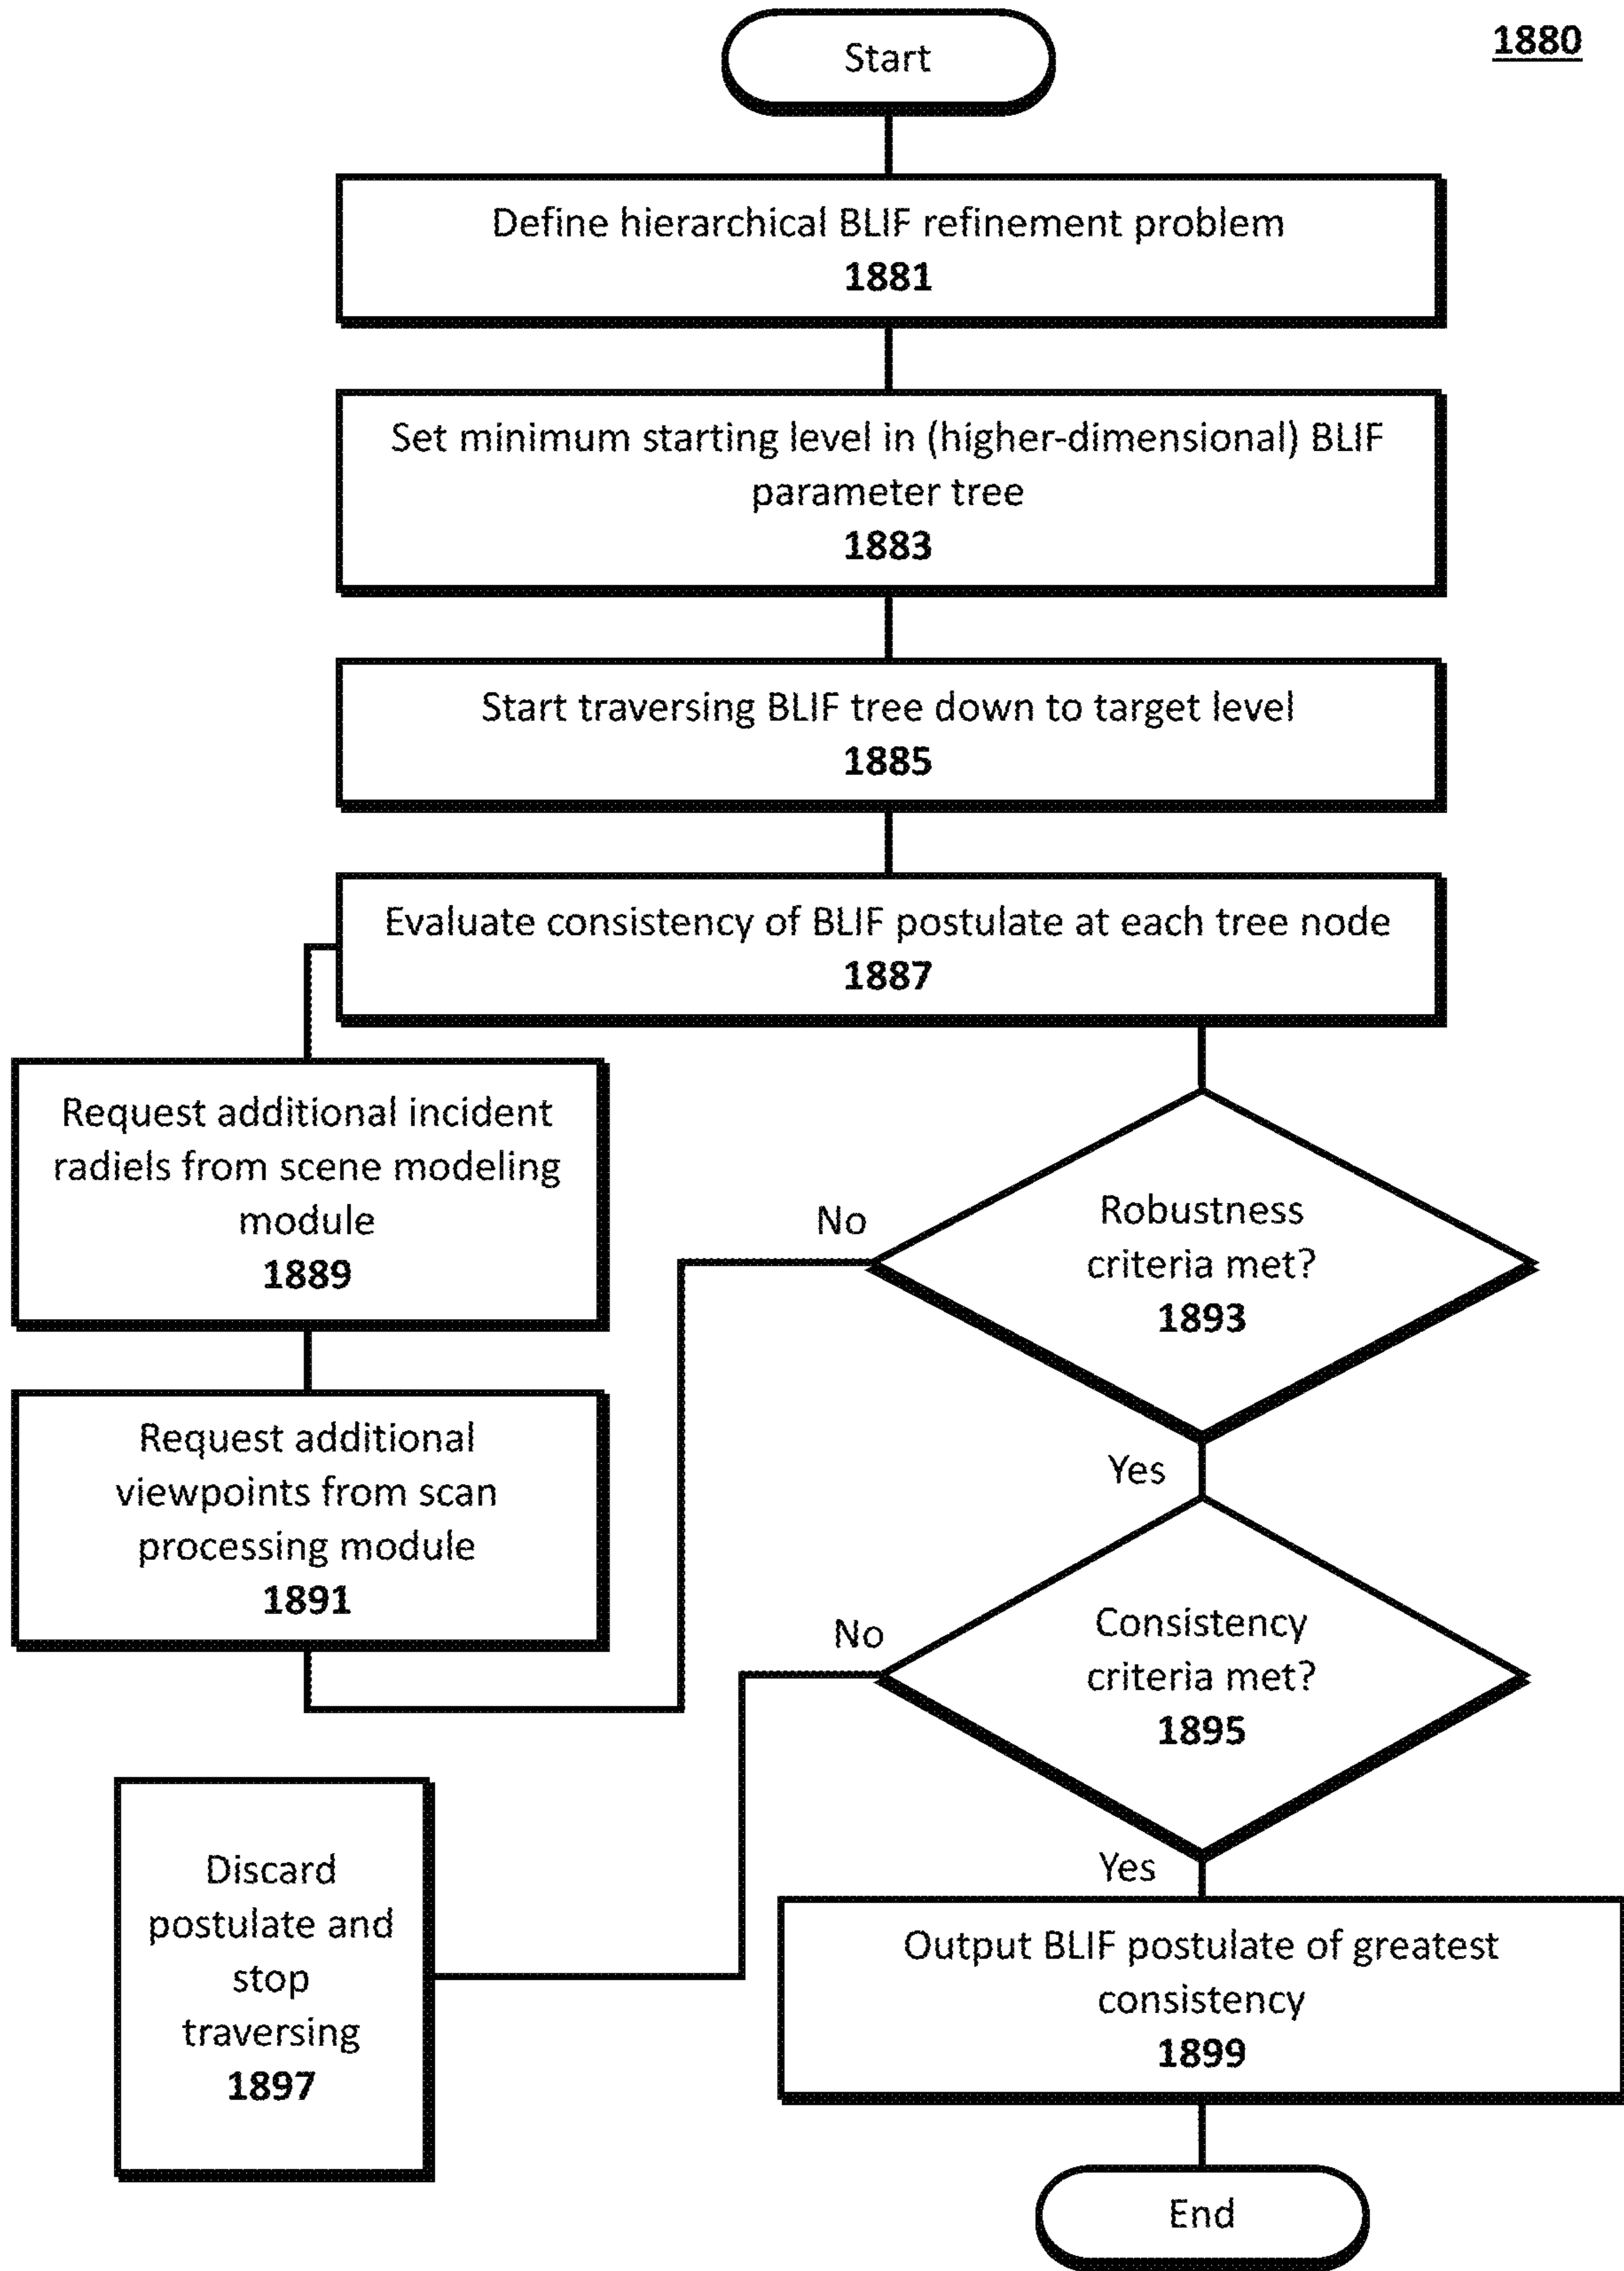 1880
Start
Define hierarchical BLIF refinement problem
1881
Set minimum starting level in (higher-dimensional) BLIF
parameter tree
1883
Start traversing BLIF tree down to target level
1885
Evaluate consistency of BLIF postulate at each tree node
1887
Request additional incident
radiels from scene modeling
module
1889
Request additional
viewpoints from scan
processing module
1891
No
Robustness
criteria met?
1893
Yes
No
Consistency
criteria met?
1895
Yes
Discard
postulate and
stop
traversing
1897
Output BLIF postulate of greatest
consistency
1899
End